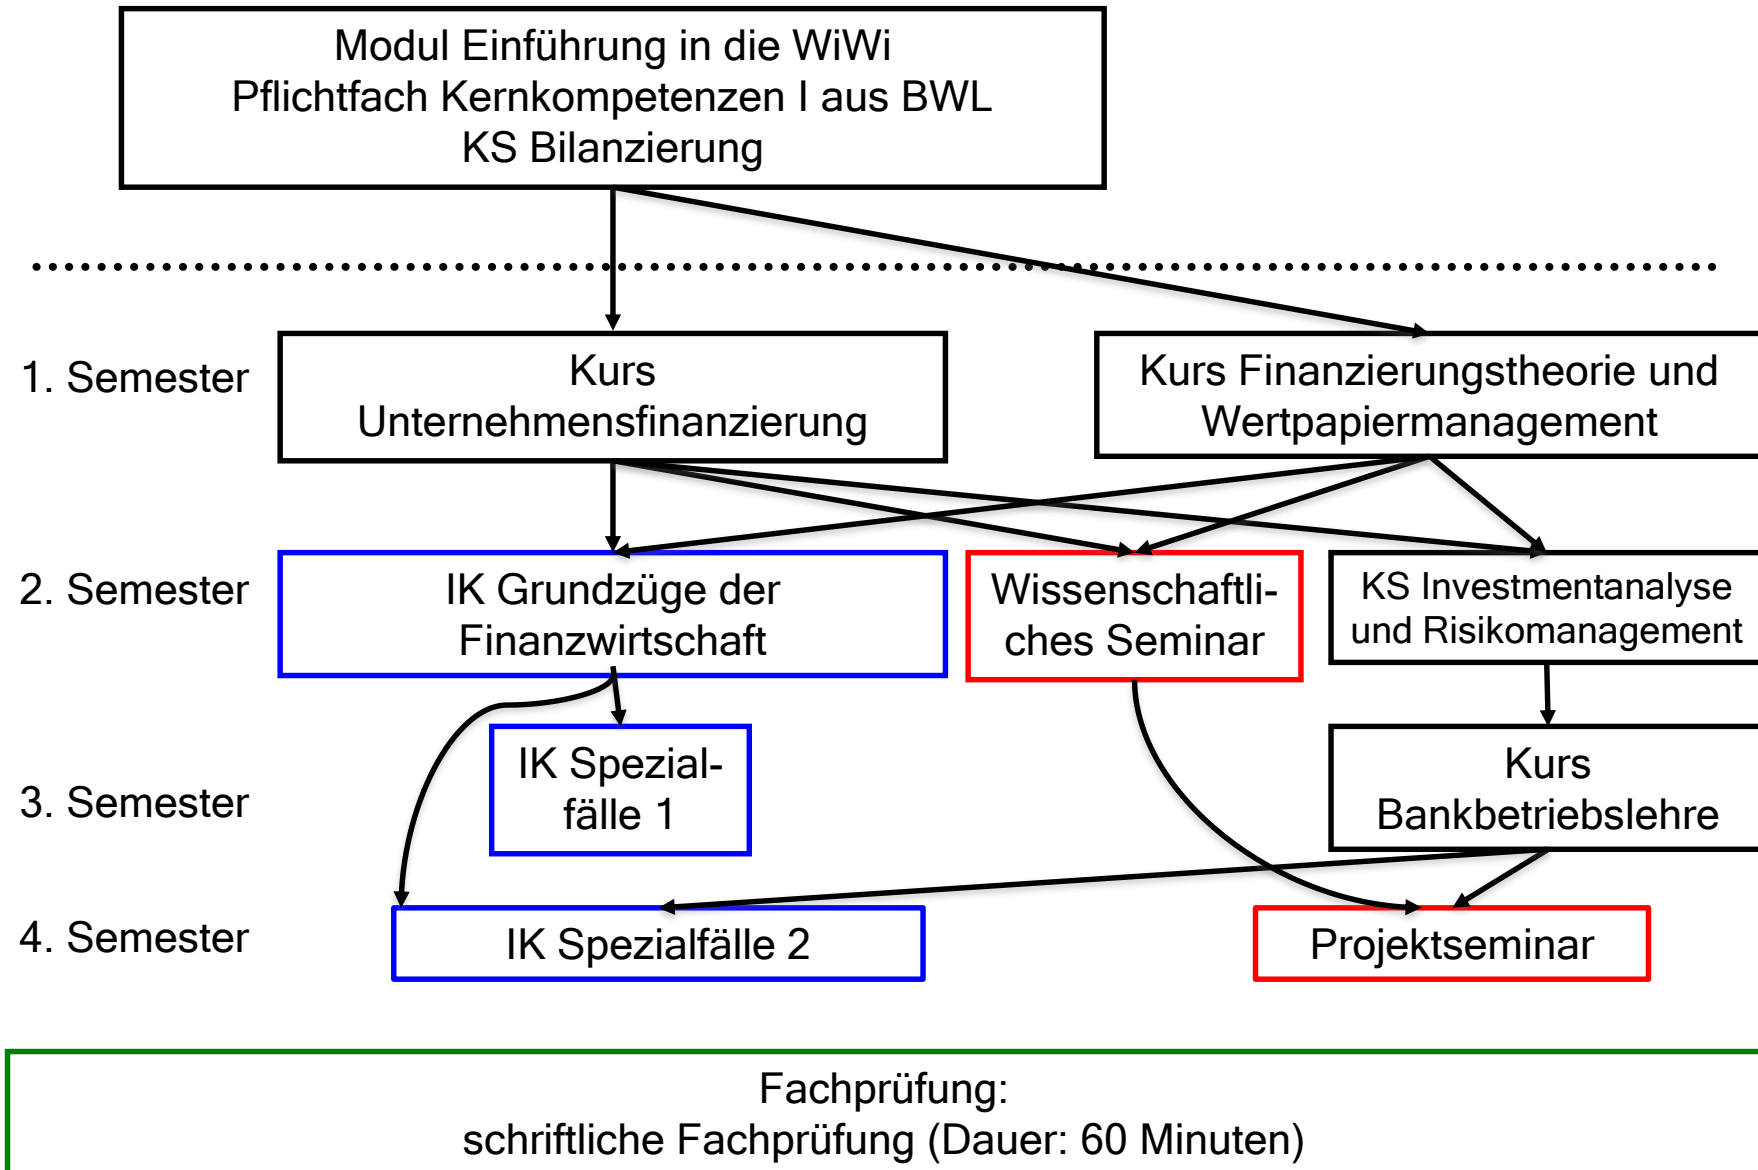 Modul Einführung in die WiWi
Pflichtfach Kernkompetenzen I aus BWL
KS Bilanzierung
1. Semester
Kurs
Unternehmensfinanzierung
Kurs Finanzierungstheorie und
Wertpapiermanagement
2. Semester
IK Grundzüge der
Finanzwirtschaft
Wissenschaftli-
ches Seminar
KS Investmentanalyse
und Risikomanagement
3. Semester
IK Spezial-
fälle 1
Kurs
Bankbetriebslehre
4. Semester
IK Spezialfälle 2
Projektseminar
Fachprüfung:
schriftliche Fachprüfung (Dauer: 60 Minuten)